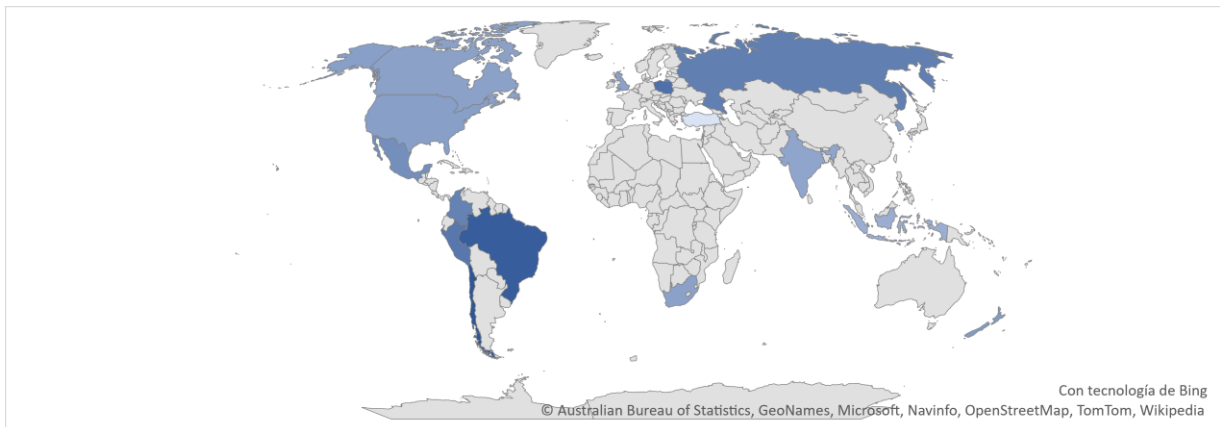 Con tecnología de Bing
© Australian Bureau of Statistics, GeoNames, Microsoft, Navinfo, OpenStreetMap, TomTom, Wikipedia